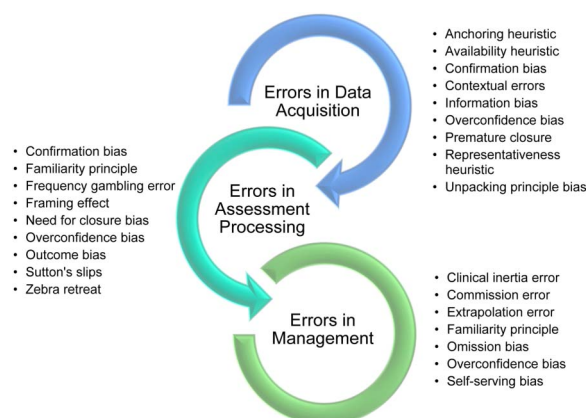 Errors in Data
Acquisition
• Anchoring heuristic
• Availability heuristic
• Confirmation bias
• Contextual errors
• Information bias
• Overconfidence bias
• Premature closure
• Representativeness
heuristic
• Unpacking principle bias
Errors in
Assessment
Processing
• Confirmation bias
• Familiarity principle
• Frequency gambling error
• Framing effect
• Need for closure bias
• Overconfidence bias
• Outcome bias
• Sutton's slips
• Zebra retreat
Errors in
Management
• Clinical inertia error
• Commission error
• Extrapolation error
• Familiarity principle
• Omission bias
• Overconfidence bias
• Self-serving bias